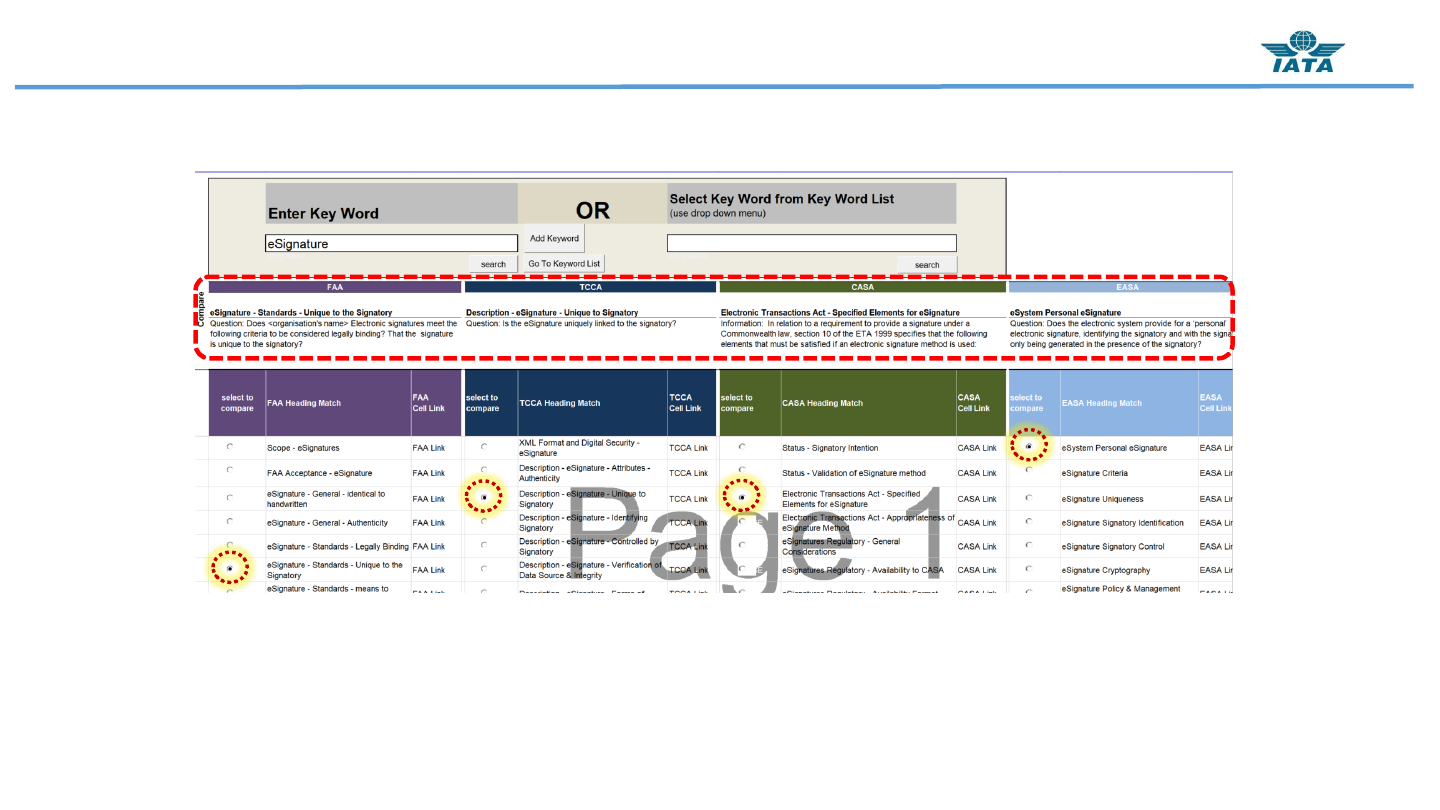 IATA
Enter Key Word
OR
Select Key Word from Key Word List
(use drop down menu)
eSignature
Add Keyword
search
Go To Keyword List
search
Compare
FAA
TCCA
CASA
EASA
eSignature - Standards - Unique to the Signatory
Question: Does <organisation's name> Electronic signatures meet the
following criteria to be considered legally binding? That the signature
is unique to the signatory?
Description - eSignature - Unique to Signatory
Question: Is the eSignature uniquely linked to the signatory?
Electronic Transactions Act - Specified Elements for eSignature
Information: In relation to a requirement to provide a signature under a
Commonwealth law, section 10 of the ETA 1999 specifies that the following
elements that must be satisfied if an electronic signature method is used:
eSystem Personal eSignature
Question: Does the electronic system provide for a 'personal'
electronic signature, identifying the signatory and with the signa
only being generated in the presence of the signatory?
select to
compare
FAA Heading Match
FAA
Cell Link
select to
compare
TCCA Heading Match
TCCA
Cell Link
select to
compare
CASA Heading Match
CASA
Cell Link
select to
compare
EASA Heading Match
EASA
Cell Link
Scope - eSignatures
FAA Link
XML Format and Digital Security -
eSignature
TCCA Link
Status - Signatory Intention
CASA Link
eSystem Personal eSignature
EASA Lin
FAA Acceptance - eSignature
FAA Link
Description - eSignature - Attributes -
Authenticity
TCCA Link
Status - Validation of eSignature method
CASA Link
eSignature Criteria
EASA Lin
eSignature - General - identical to
handwritten
FAA Link
Description - eSignature - Unique to
Signatory
TCCA Link
Electronic Transactions Act - Specified
Elements for eSignature
CASA Link
eSignature Uniqueness
EASA Lin
eSignature - General - Authenticity
FAA Link
Description - eSignature - Identifying
Signatory
TCCA Link
Electronic Transactions Act - Appropriateness of
eSignature Method
CASA Link
eSignature Signatory Identification
EASA Lin
eSignature - Standards - Legally Binding
FAA Link
Description - eSignature - Controlled by
Signatory
TCCA Link
eSignatures Regulatory - General
Considerations
CASA Link
eSignature Signatory Control
EASA Lin
eSignature - Standards - Unique to the
Signatory
FAA Link
Description - eSignature - Verification of
Data Source & Integrity
TCCA Link
eSignatures Regulatory - Availability to CASA
CASA Link
eSignature Cryptography
EASA Lin
eSignature - Standards - means to
FAA Link
Description - eSignature - Forms of
TCCA Link
eSignatures Regulatory - Availability Format
CASA Link
eSignature Policy & Management
EASA Lin
Page 1